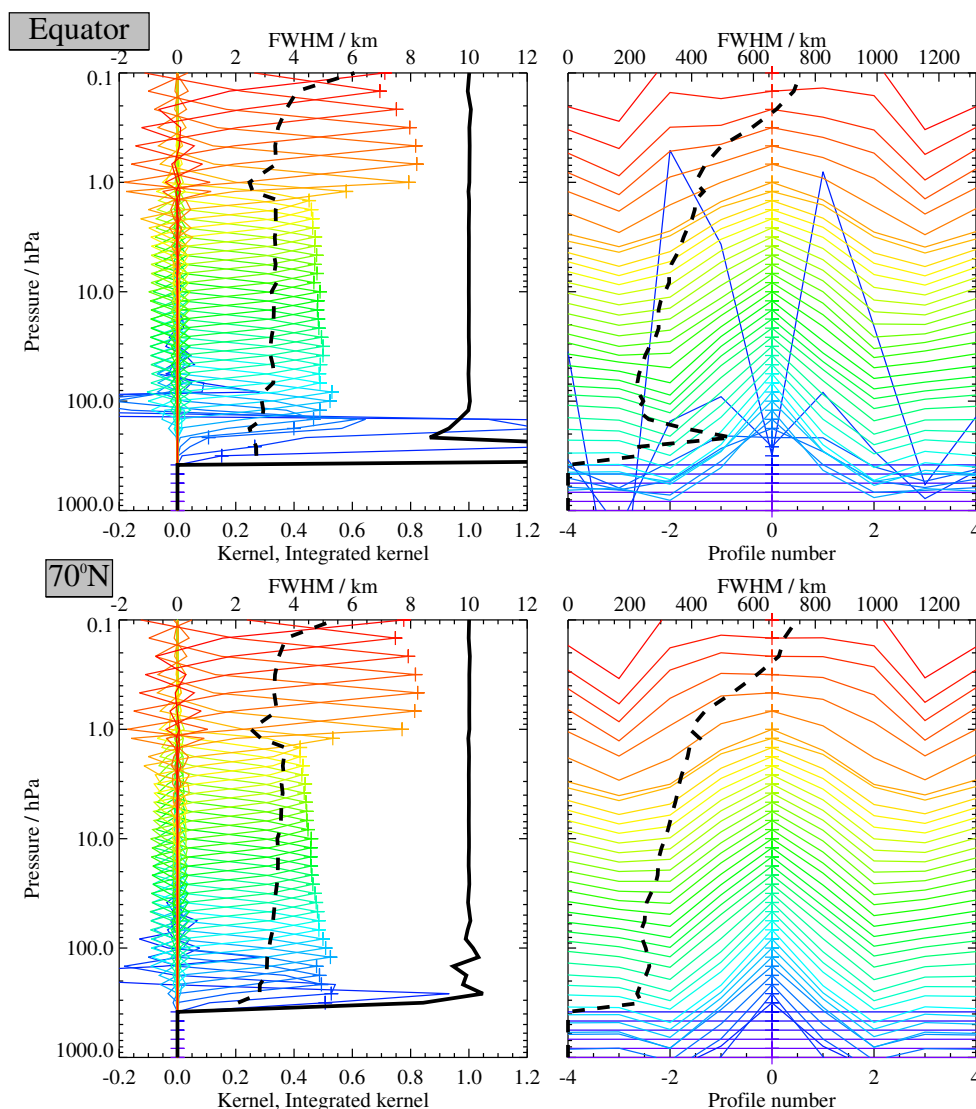 Equator
FWHM / km
FWHM / km
-2 0 2 4 6 8 10 12
0 200 400 600 800 1000 1200
0.1
1.0
10.0
100.0
1000.0
Pressure / hPa
-0.2 0.0 0.2 0.4 0.6 0.8 1.0 1.2
-4 -2 0 2 4
Kernel, Integrated kernel
Profile number
70⁰N
FWHM / km
FWHM / km
-2 0 2 4 6 8 10 12
0 200 400 600 800 1000 1200
0.1
1.0
10.0
100.0
1000.0
Pressure / hPa
-0.2 0.0 0.2 0.4 0.6 0.8 1.0 1.2
-4 -2 0 2 4
Kernel, Integrated kernel
Profile number